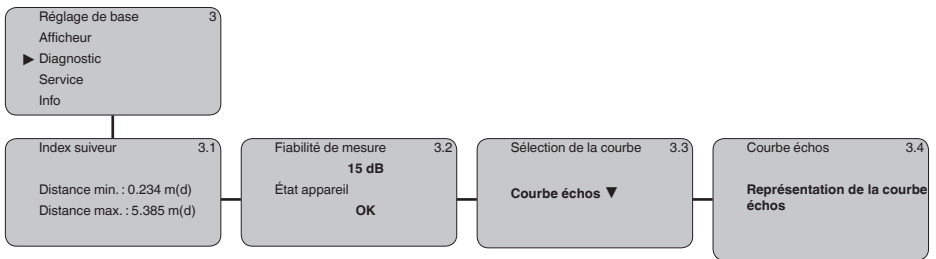 Réglage de base 3
Afficheur
▶ Diagnostic
Service
Info
Index suiveur 3.1
Distance min. : 0.234 m(d)
Distance max. : 5.385 m(d)
Fiabilité de mesure 3.2
15 dB
État appareil
OK
Sélection de la courbe 3.3
Courbe échos ▼
Courbe échos 3.4
Représentation de la courbe
échos